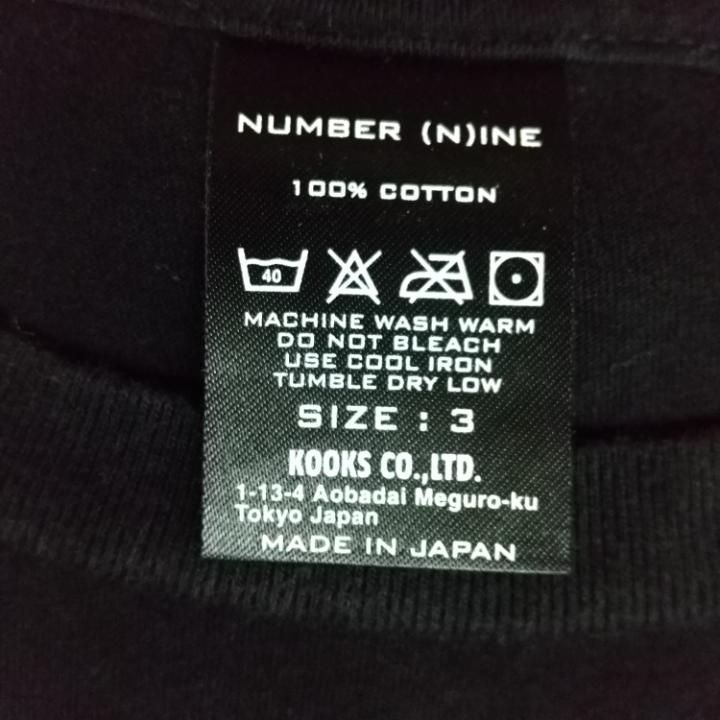 NUMBER (N)INE
100% COTTON
40
MACHINE WASH WARM
DO NOT BLEACH
USE COOL IRON
TUMBLE DRY LOW
SIZE : 3
KOOKS CO.,LTD.
1-13-4 Aobadai Meguro-ku
Tokyo Japan
MADE IN JAPAN